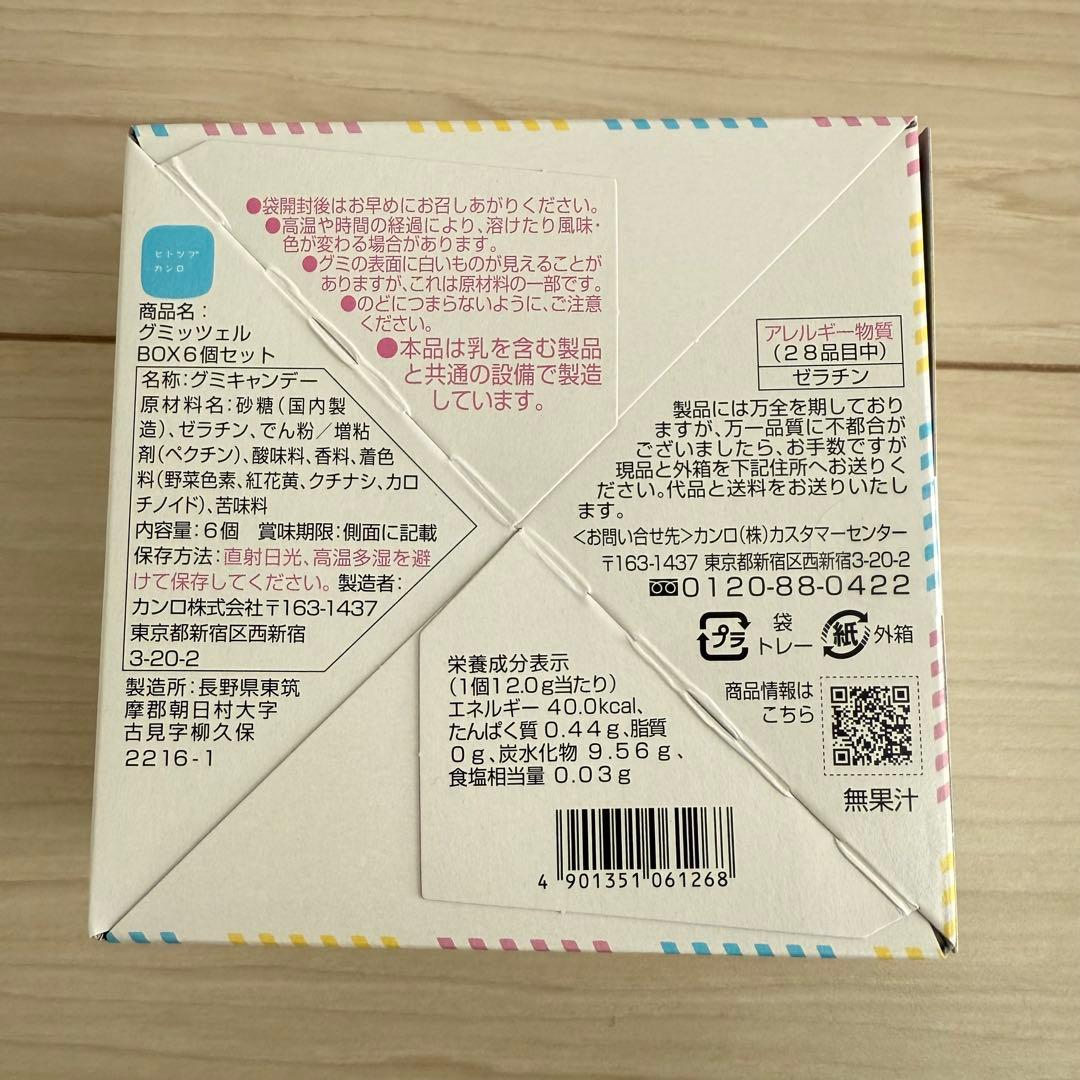 ●袋開封後はお早めにお召しあがりください。
●高温や時間の経過により、溶けたり風味・
色が変わる場合があります。
●グミの表面に白いものが見えることが
ありますが、これは原材料の一部です。
●のどにつまらないように、ご注意
ください。
●本品は乳を含む製品
と共通の設備で製造
しています。
ヒトツブ
カンロ
商品名：
グミッツェル
BOX6個セット
名称：グミキャンデー
原材料名：砂糖（国内製
造）、ゼラチン、でん粉／増粘
剤（ペクチン）、酸味料、香料、着色
料（野菜色素、紅花黄、クチナシ、カロ
チノイド）、苦味料
内容量：6個　賞味期限：側面に記載
保存方法：直射日光、高温多湿を避
けて保存してください。製造者：
カンロ株式会社〒163-1437
東京都新宿区西新宿
3-20-2
製造所：長野県東筑
摩郡朝日村大字
古見字柳久保
2216-1
アレルギー物質
（28品目中）
ゼラチン
製品には万全を期しており
ますが、万一品質に不都合が
ございましたら、お手数ですが
現品と外箱を下記住所へお送りく
ださい。代品と送料をお送りいたし
ます。
＜お問い合せ先＞カンロ（株）カスタマーセンター
〒163-1437 東京都新宿区西新宿3-20-2
0120-88-0422
プラ 袋 トレー 紙 外箱
商品情報は
こちら
無果汁
栄養成分表示
（1個12.0g当たり）
エネルギー 40.0kcal、
たんぱく質 0.44g、脂質
0g、炭水化物 9.56g、
食塩相当量 0.03g
4 901351 061268